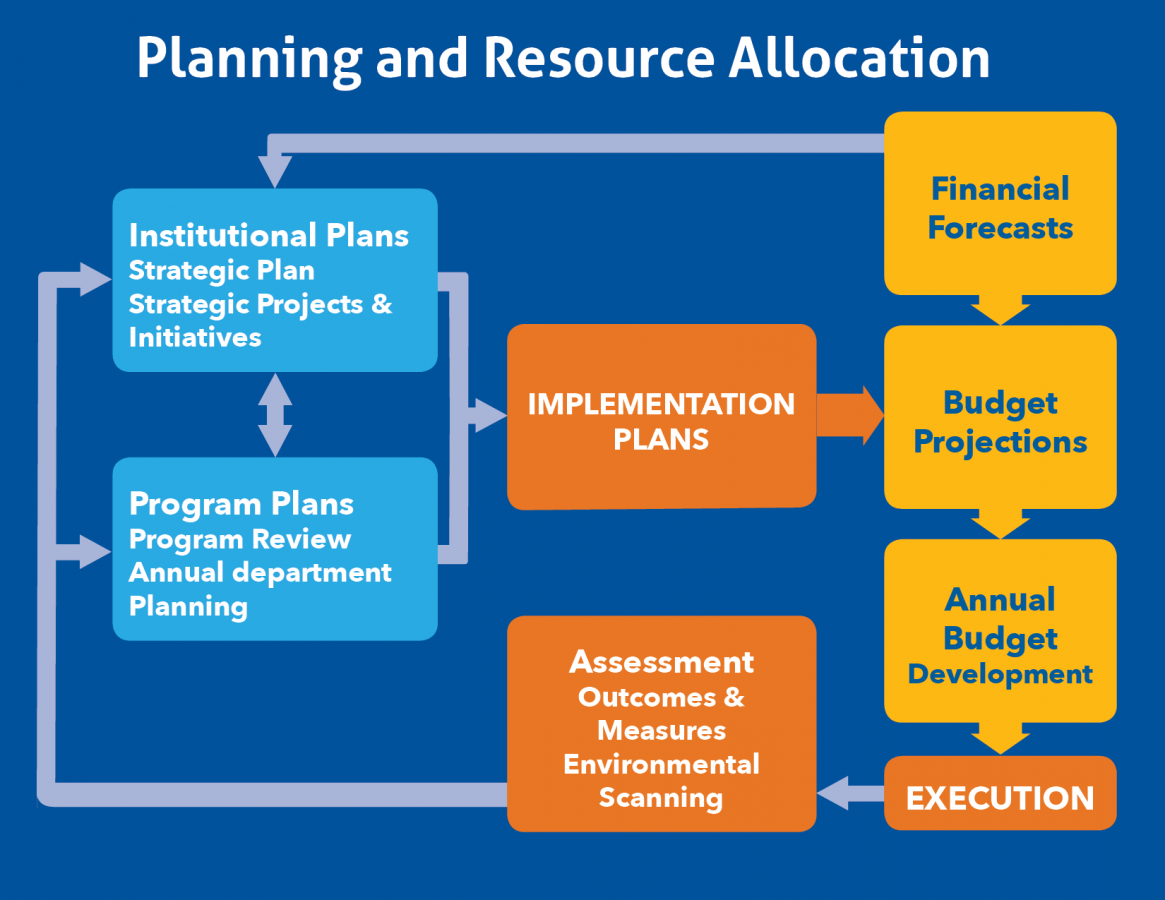 Planning and Resource Allocation
Financial
Forecasts
Institutional Plans
Strategic Plan
Strategic Projects &
Initiatives
IMPLEMENTATION
PLANS
Budget
Projections
Program Plans
Program Review
Annual department
Planning
Annual
Budget
Development
Assessment
Outcomes &
Measures
Environmental
Scanning
EXECUTION